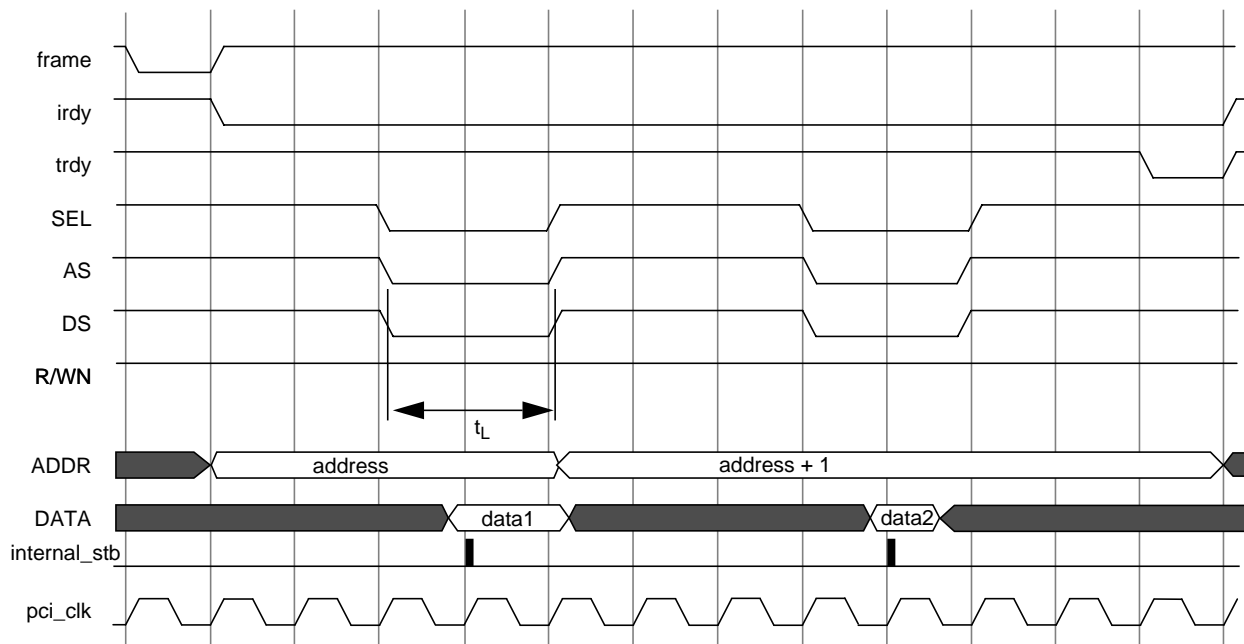 frame
irdy
trdy
SEL
AS
DS
R/WN
tL
ADDR address address + 1
DATA data1 data2
internal_stb
pci_clk